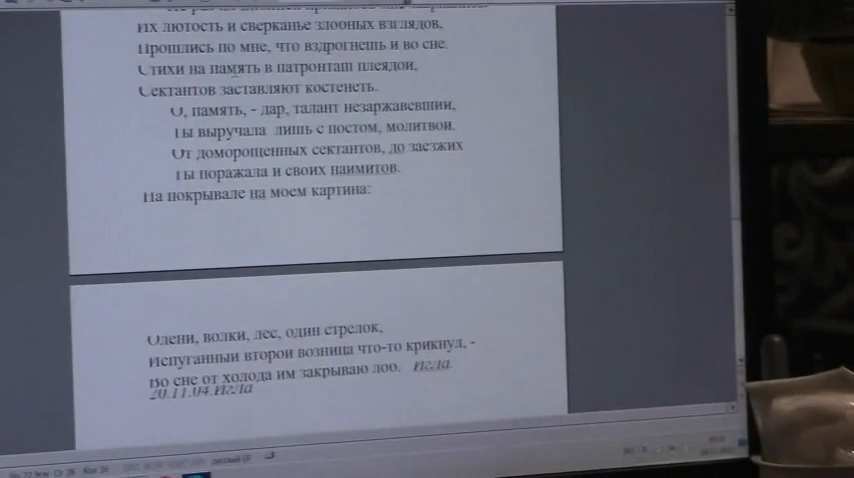 Их лютость и сверканье злобных взглядов,
Прошлись по мне, что вздрогнешь и во сне.
Стихи на память в патронташ плеядой,
Сектантов заставляют костенеть.
О, память, - дар, талант незаржавевший,
Ты выручала лишь с постом, молитвой.
От доморощенных сектантов, до заезжих
Ты поражала и своих наимитов.
На покрывале на моем картина:
Олени, волки, лес, один стрелок,
Испуганный второй возница что-то крикнул, -
Во сне от холода им закрываю лоб. Игла.
20.11.04.Игла